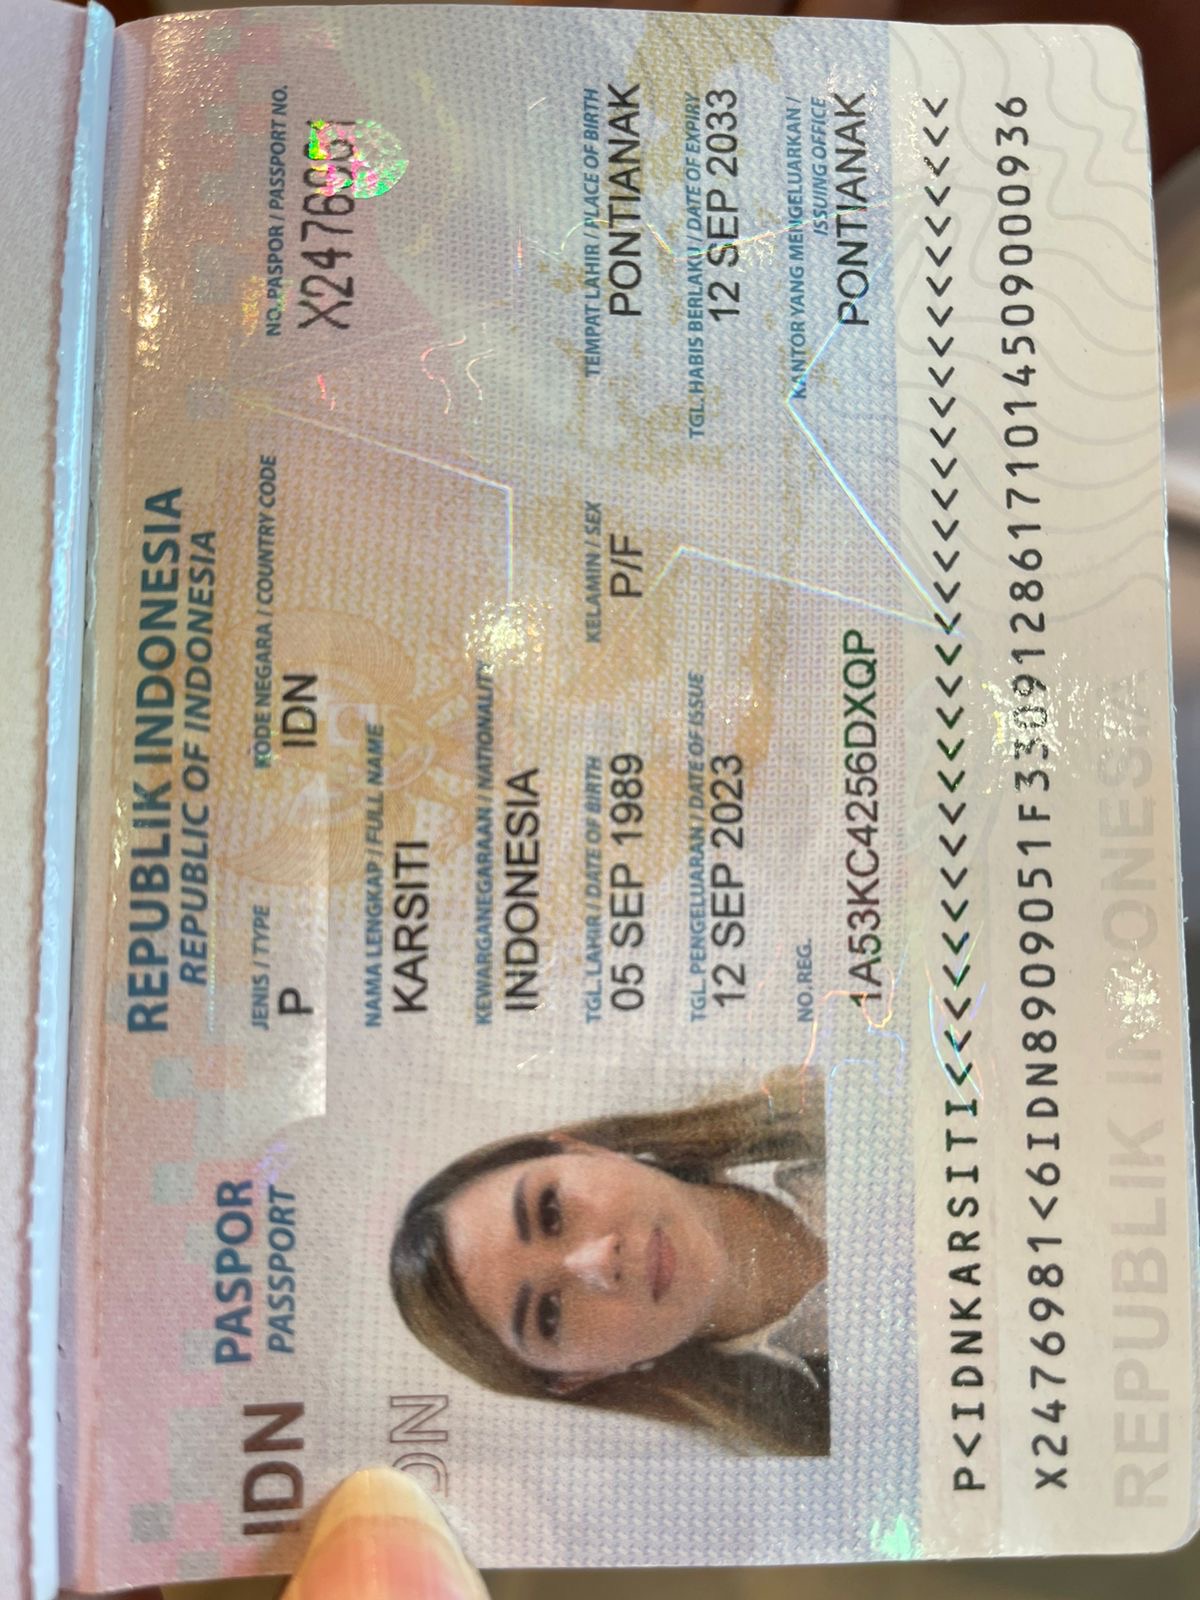 REPUBLIK INDONESIA
REPUBLIC OF INDONESIA
IDN
PASPOR
PASSPORT
JENIS / TYPE
P
KODE NEGARA / COUNTRY CODE
IDN
NO. PASPOR / PASSPORT NO.
X2476981
NAMA LENGKAP / FULL NAME
KARSITI
KEWARGANEGARAAN / NATIONALITY
INDONESIA
TGL. LAHIR / DATE OF BIRTH
05 SEP 1989
KELAMIN / SEX
P/F
TEMPAT LAHIR / PLACE OF BIRTH
PONTIANAK
TGL. PENGELUARAN / DATE OF ISSUE
12 SEP 2023
TGL. HABIS BERLAKU / DATE OF EXPIRY
12 SEP 2033
NO. REG.
1A53KC4256DXQP
KANTOR YANG MENGELUARKAN /
ISSUING OFFICE
PONTIANAK
IDN
P<IDNKARSITI<<<<<<<<<<<<<<<<<<<<<<<<<<<<<<<<
X2476981<6IDN8909051F33091286171014509000936
REPUBLIK INDONESIA